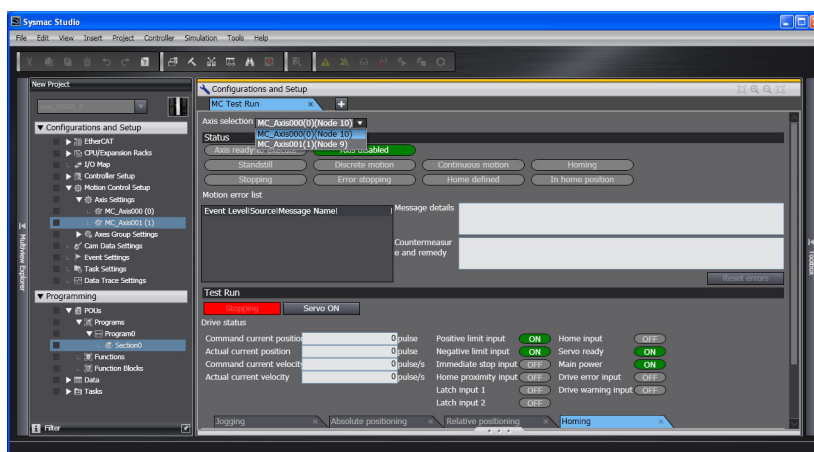 Sysmac Studio
File Edit View Insert Project Controller Simulation Tools Help
New Project
Configurations and Setup
EtherCAT
CPU/Expansion Racks
I/O Map
Controller Setup
Motion Control Setup
Axis Settings
MC_Axis000 (0)
MC_Axis001 (1)
Axes Group Settings
Cam Data Settings
Event Settings
Task Settings
Data Trace Settings
Programming
POUs
Programs
Program0
Section0
Functions
Function Blocks
Data
Tasks
Filter
Multiview Explorer
Configurations and Setup
MC Test Run
Axis selection MC_Axis000(0)(Node 10)
MC_Axis000(0)(Node 10)
MC_Axis001(1)(Node 9)
Status
Axis ready to execute Axis disabled
Standstill Discrete motion Continuous motion Homing
Stopping Error stopping Home defined In home position
Motion error list
Event Level Source Message Name
Message details
Countermeasur
e and remedy
Reset errors
Test Run
Stopping Servo ON
Drive status
Command current position 0 pulse Positive limit input ON Home input OFF
Actual current position 0 pulse Negative limit input ON Servo ready ON
Command current velocity 0 pulse/s Immediate stop input OFF Main power ON
Actual current velocity 0 pulse/s Home proximity input OFF Drive error input OFF
Latch input 1 OFF Drive warning input OFF
Latch input 2 OFF
Jogging Absolute positioning Relative positioning Homing
Toolbox